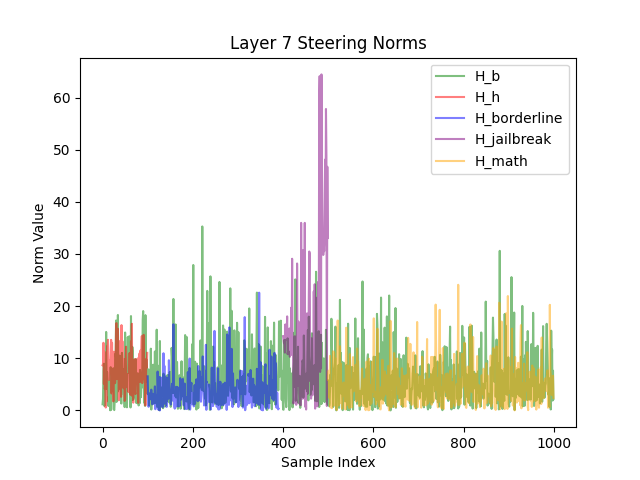 Layer 7 Steering Norms
H_b
H_h
H_borderline
H_jailbreak
H_math
60
50
40
30
20
10
0
Norm Value
0 200 400 600 800 1000
Sample Index